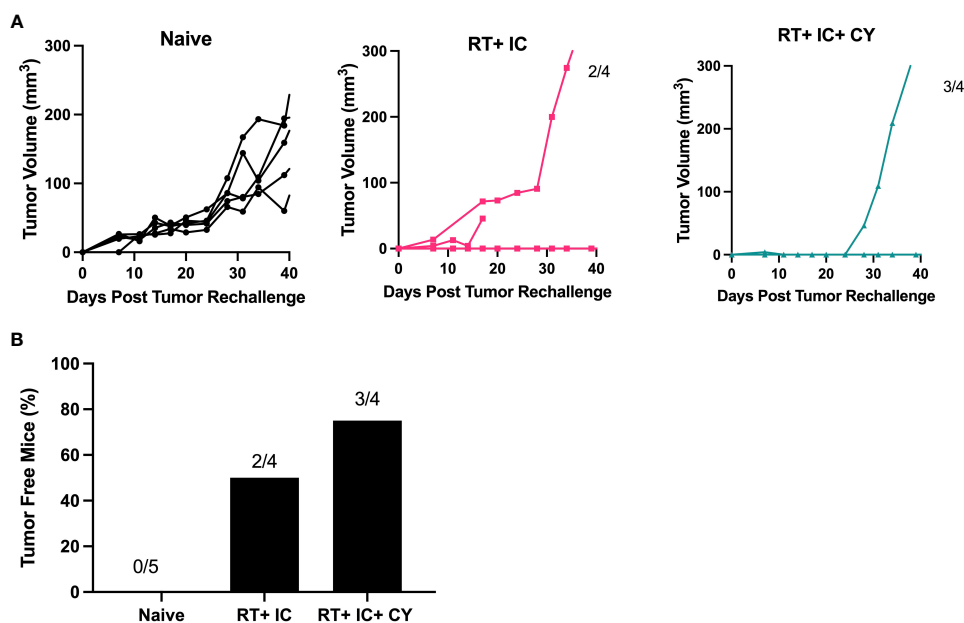 A
Naive
RT+ IC
RT+ IC+ CY
300
200
100
0
Tumor Volume (mm3)
0 10 20 30 40
Days Post Tumor Rechallenge
300
200
100
0
Tumor Volume (mm3)
0 10 20 30 40
Days Post Tumor Rechallenge
2/4
300
200
100
0
Tumor Volume (mm3)
0 10 20 30 40
Days Post Tumor Rechallenge
3/4
B
100
80
60
40
20
0
Tumor Free Mice (%)
0/5
2/4
3/4
Naive RT+ IC RT+ IC+ CY